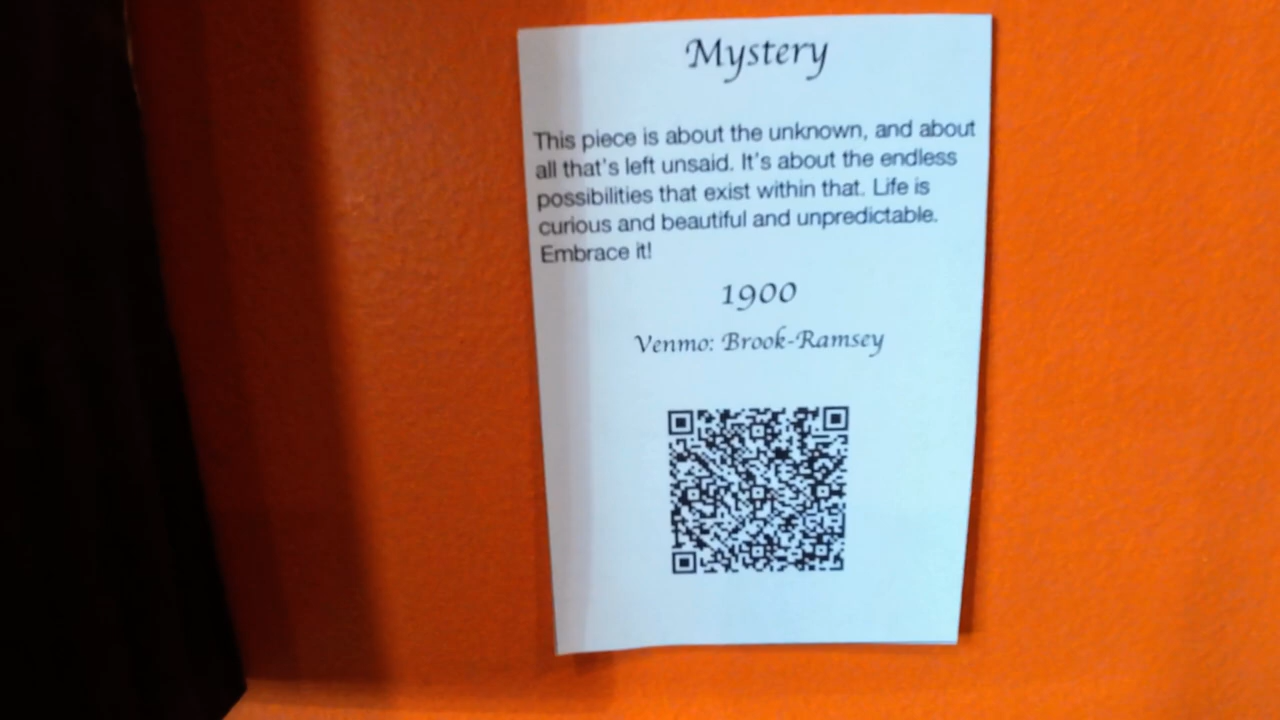 Mystery
This piece is about the unknown, and about
all that's left unsaid. It's about the endless
possibilities that exist within that. Life is
curious and beautiful and unpredictable.
Embrace it!
1900
Venmo: Brook-Ramsey